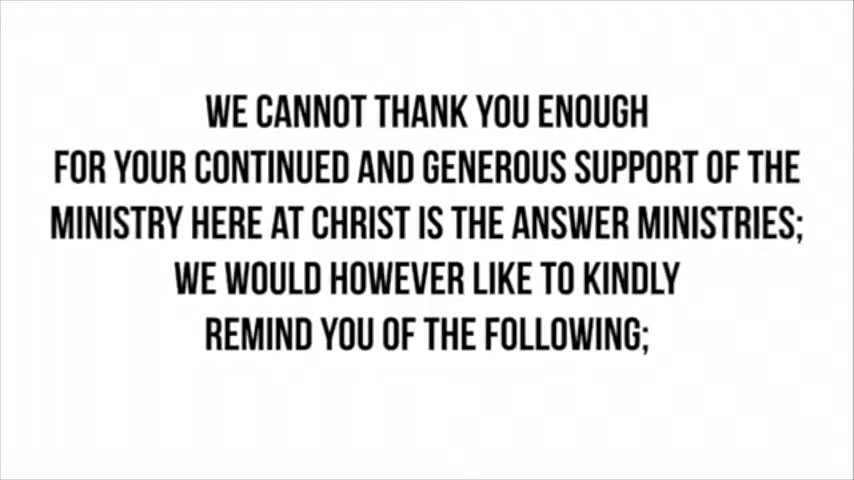 WE CANNOT THANK YOU ENOUGH
FOR YOUR CONTINUED AND GENEROUS SUPPORT OF THE
MINISTRY HERE AT CHRIST IS THE ANSWER MINISTRIES;
WE WOULD HOWEVER LIKE TO KINDLY
REMIND YOU OF THE FOLLOWING;